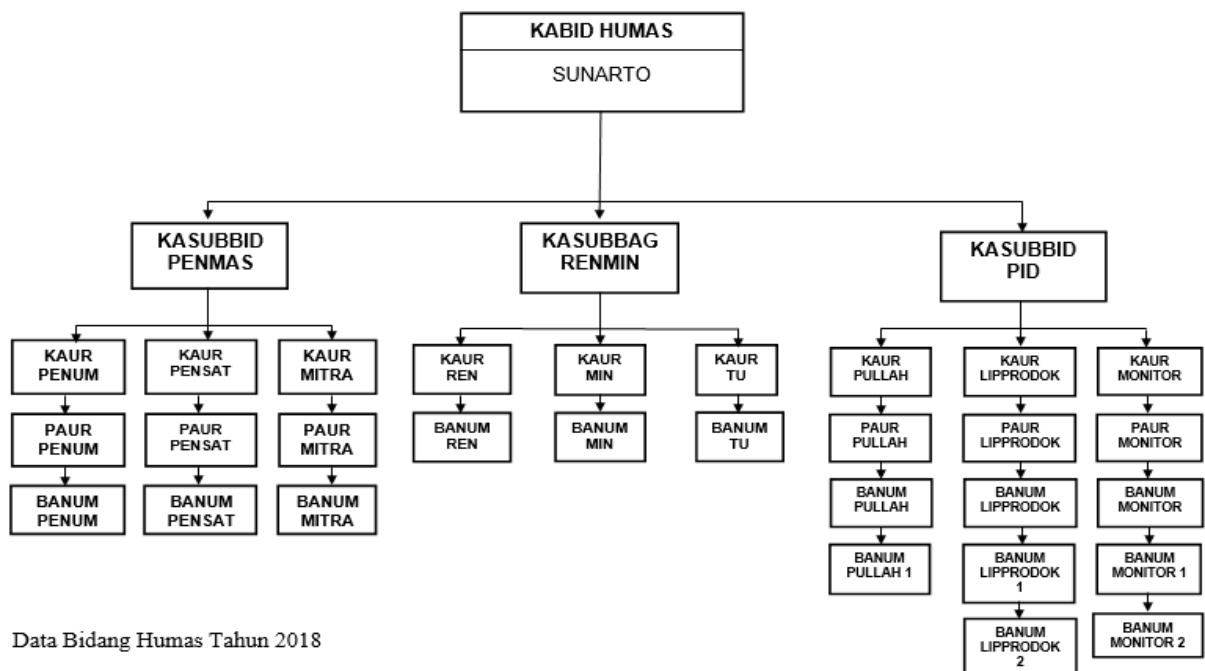 KABID HUMAS
SUNARTO
KASUBBID
PENMAS
KASUBBAG
RENMIN
KASUBBID
PID
KAUR
PENUM
KAUR
PENSAT
KAUR
MITRA
PAUR
PENUM
PAUR
PENSAT
PAUR
MITRA
BANUM
PENUM
BANUM
PENSAT
BANUM
MITRA
KAUR
REN
KAUR
MIN
KAUR
TU
BANUM
REN
BANUM
MIN
BANUM
TU
KAUR
PULLAH
KAUR
LIPPRODOK
KAUR
MONITOR
PAUR
PULLAH
PAUR
LIPPRODOK
PAUR
MONITOR
BANUM
PULLAH
BANUM
LIPPRODOK
BANUM
MONITOR
BANUM
PULLAH 1
BANUM
LIPPRODOK
1
BANUM
MONITOR 1
BANUM
LIPPRODOK
2
BANUM
MONITOR 2
Data Bidang Humas Tahun 2018